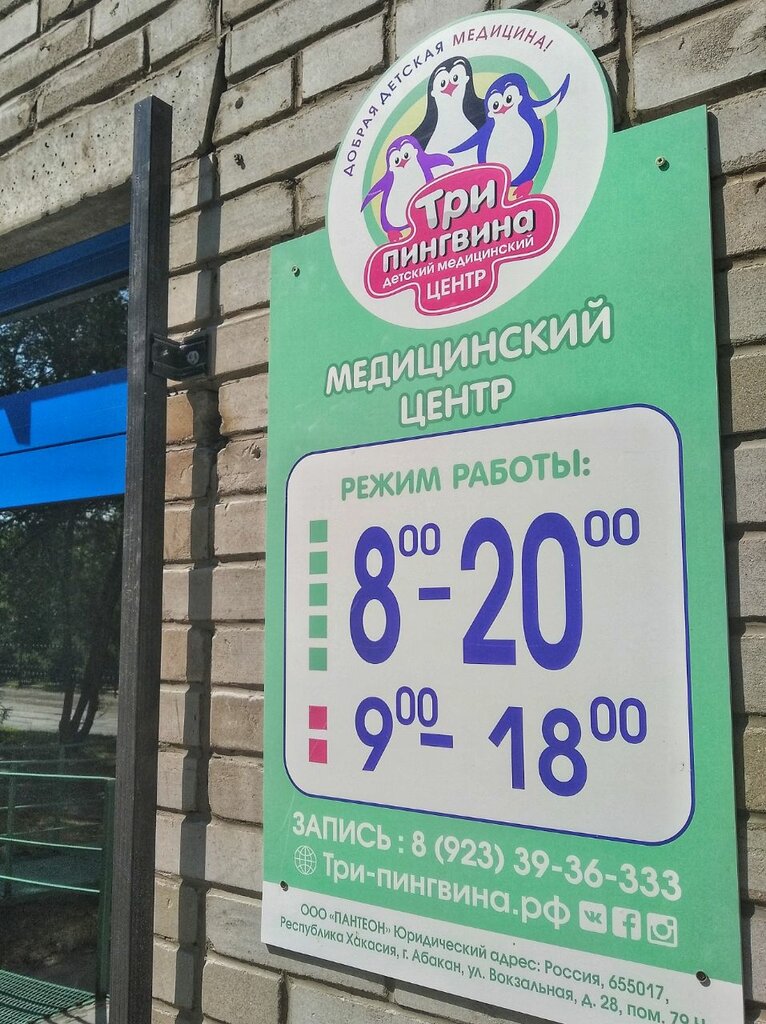 ДОБРАЯ ДЕТСКАЯ МЕДИЦИНА!
Три
пингвина
детский медицинский
ЦЕНТР
МЕДИЦИНСКИЙ
ЦЕНТР
РЕЖИМ РАБОТЫ:
8⁰⁰ – 20⁰⁰
9⁰⁰ – 18⁰⁰
ЗАПИСЬ : 8 (923) 39-36-333
Три-пингвина.рф
ООО «ПАНТЕОН» Юридический адрес: Россия, 655017,
Республика Хакасия, г. Абакан, ул. Вокзальная, д. 28, пом. 79